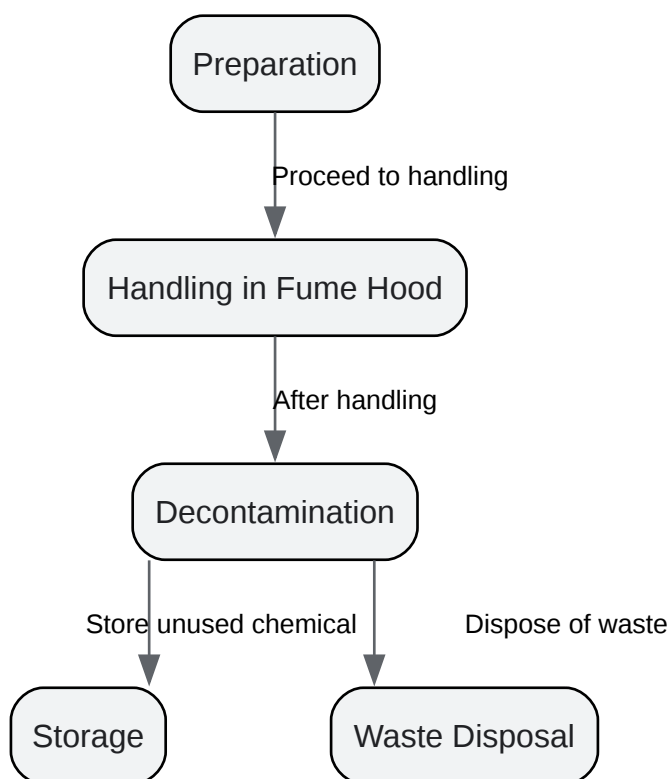 Preparation
Proceed to handling
Handling in Fume Hood
After handling
Decontamination
Store unused chemical
Dispose of waste
Storage
Waste Disposal